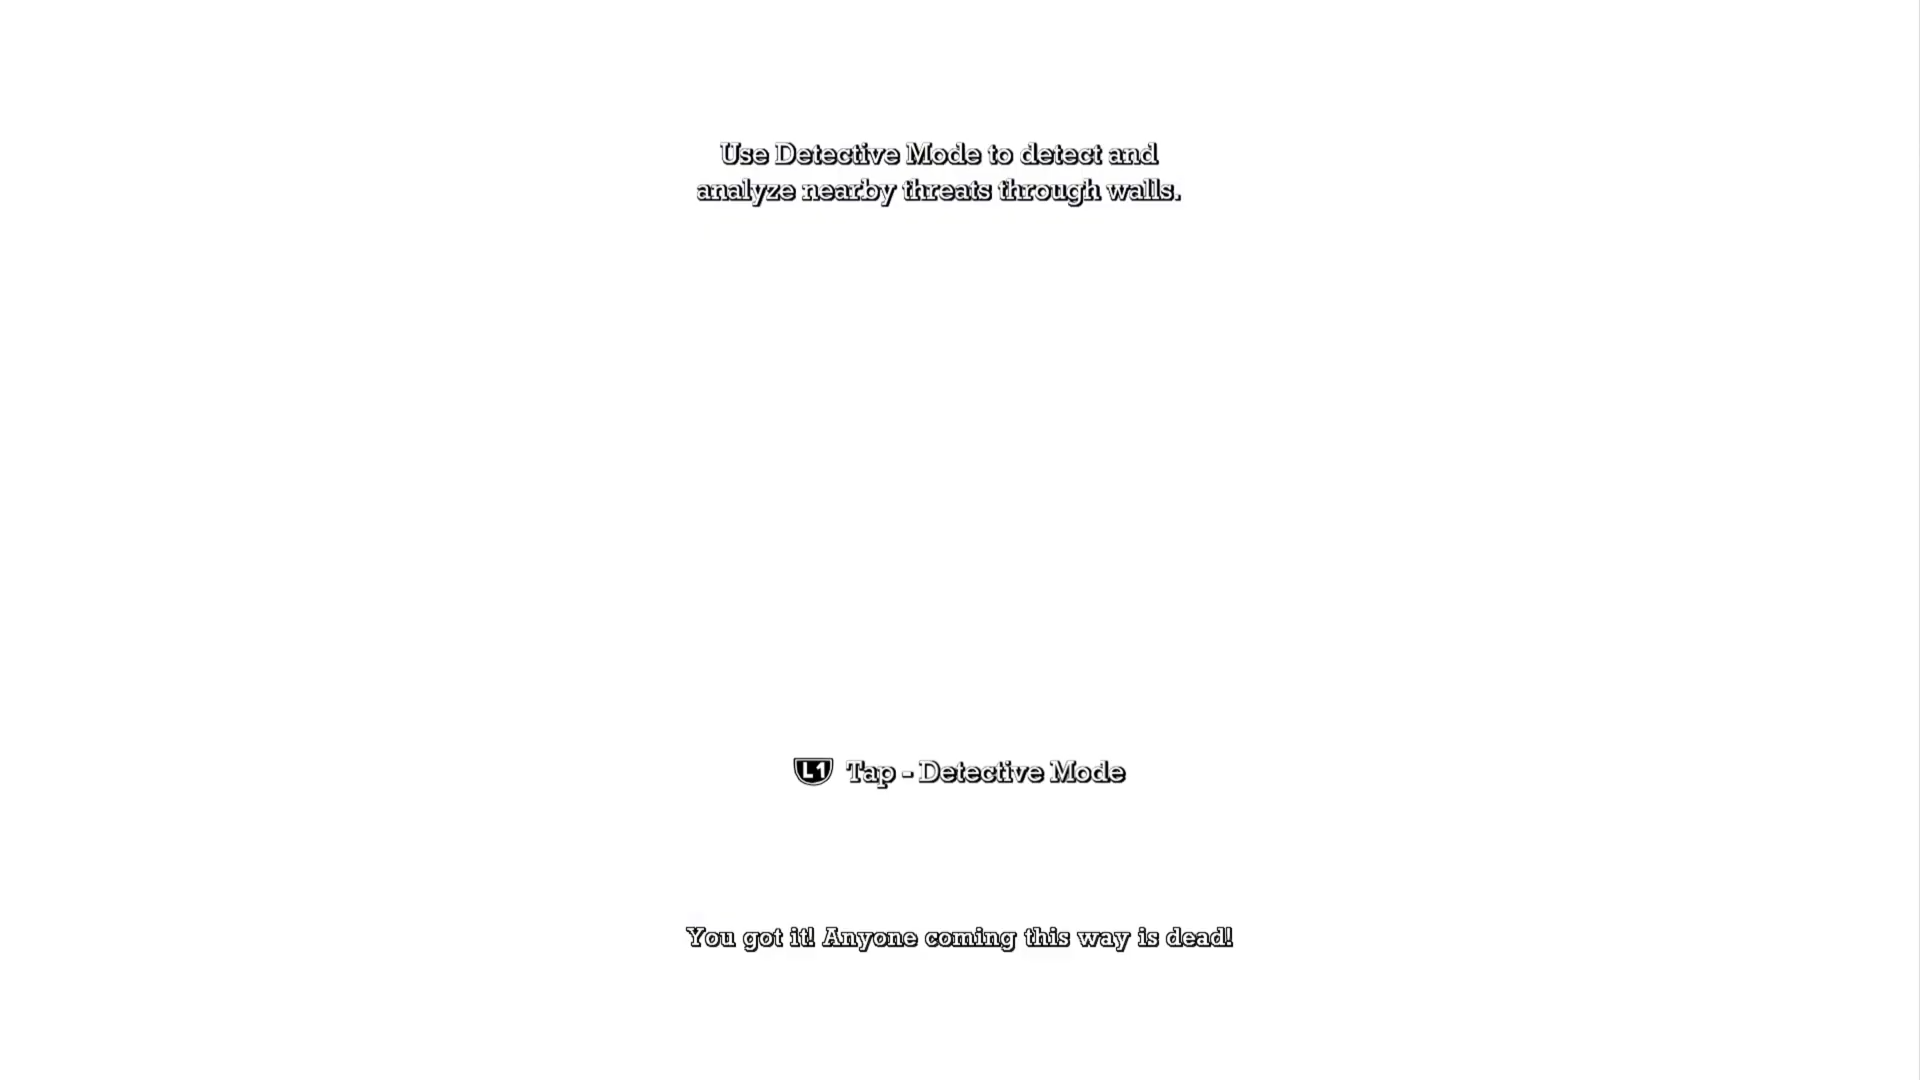 Use Detective Mode to detect and
analyze nearby threats through walls.
L1 Tap - Detective Mode
You got it! Anyone coming this way is dead!